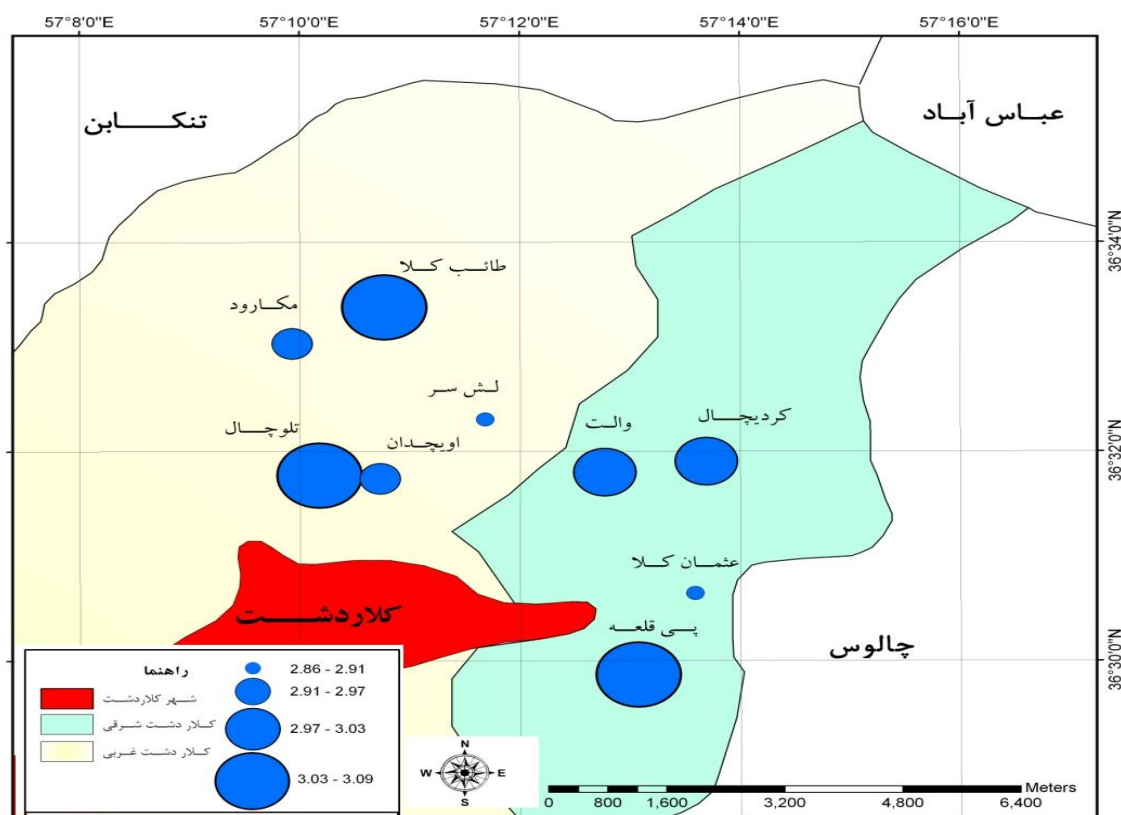 57°8'0"E 57°10'0"E 57°12'0"E 57°14'0"E 57°16'0"E
تنکابن
عباس آباد
36°34'0"N
طائب کلا
مکارود
لش سر
کردیچال
والت
تلوچال
اویجدان
36°32'0"N
عثمان کلا
کلاردشت
پی قلعه
چالوس
36°30'0"N
راهنما
شهر کلاردشت
کلار دشت شرقی
کلار دشت غربی
2.86 - 2.91
2.91 - 2.97
2.97 - 3.03
3.03 - 3.09
N
W E
S
Meters
0 800 1,600 3,200 4,800 6,400